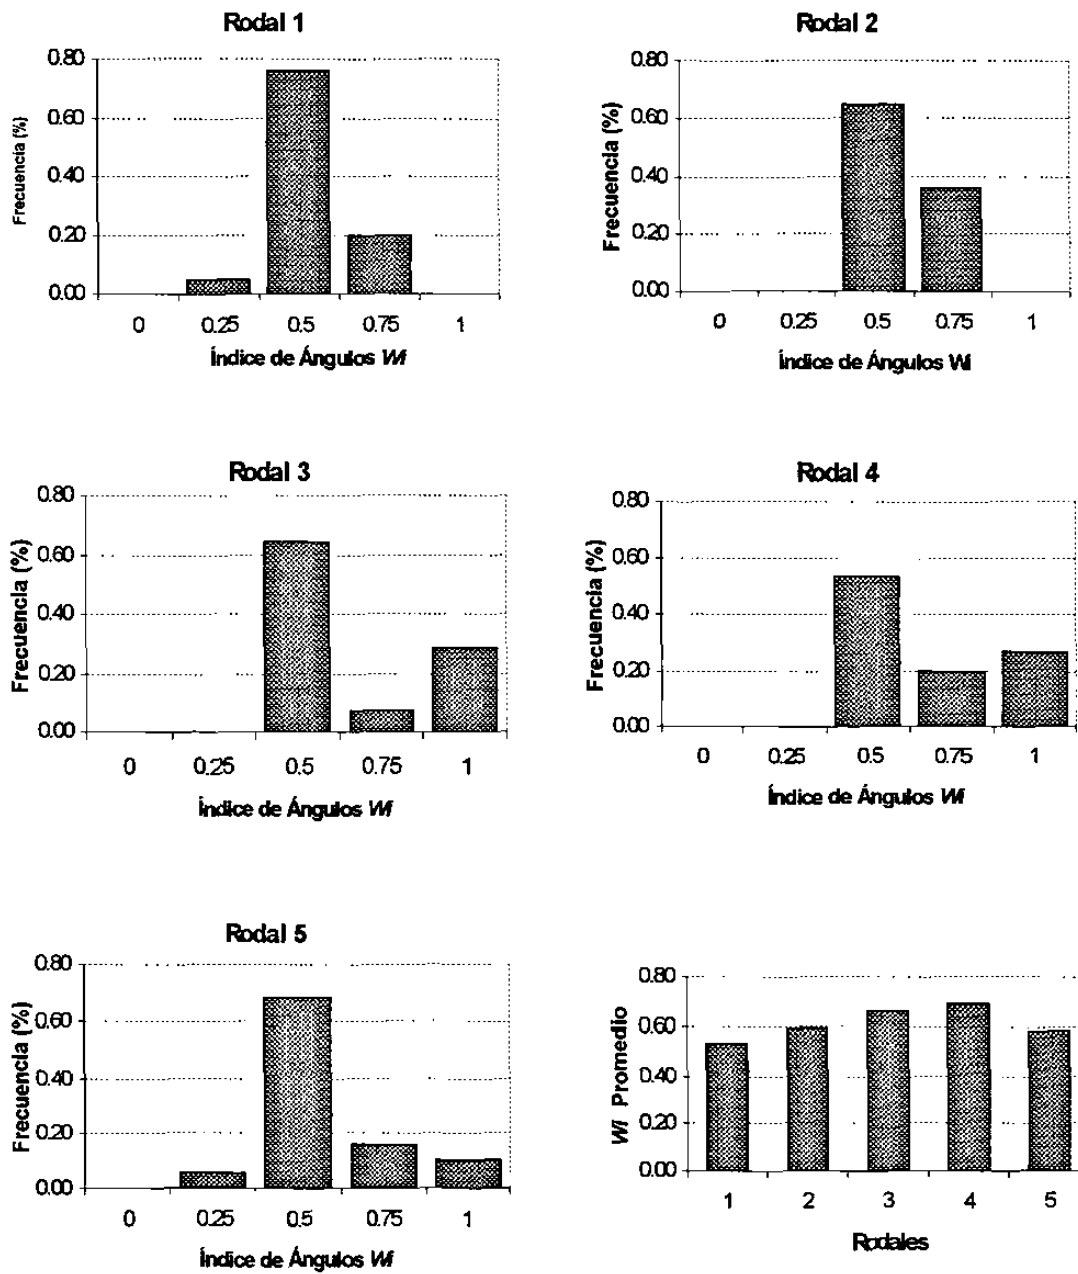 Rodal 1
0.80
0.60
0.40
0.20
0.00
Frecuencia (%)
0 0.25 0.5 0.75 1
Índice de Ángulos Wi
Rodal 2
0.80
0.60
0.40
0.20
0.00
Frecuencia (%)
0 0.25 0.5 0.75 1
Índice de Ángulos Wi
Rodal 3
0.80
0.60
0.40
0.20
0.00
Frecuencia (%)
0 0.25 0.5 0.75 1
Índice de Ángulos Wi
Rodal 4
0.80
0.60
0.40
0.20
0.00
Frecuencia (%)
0 0.25 0.5 0.75 1
Índice de Ángulos Wi
Rodal 5
0.80
0.60
0.40
0.20
0.00
Frecuencia (%)
0 0.25 0.5 0.75 1
Índice de Ángulos Wi
0.80
0.60
0.40
0.20
0.00
Wi Promedio
1 2 3 4 5
Rodales